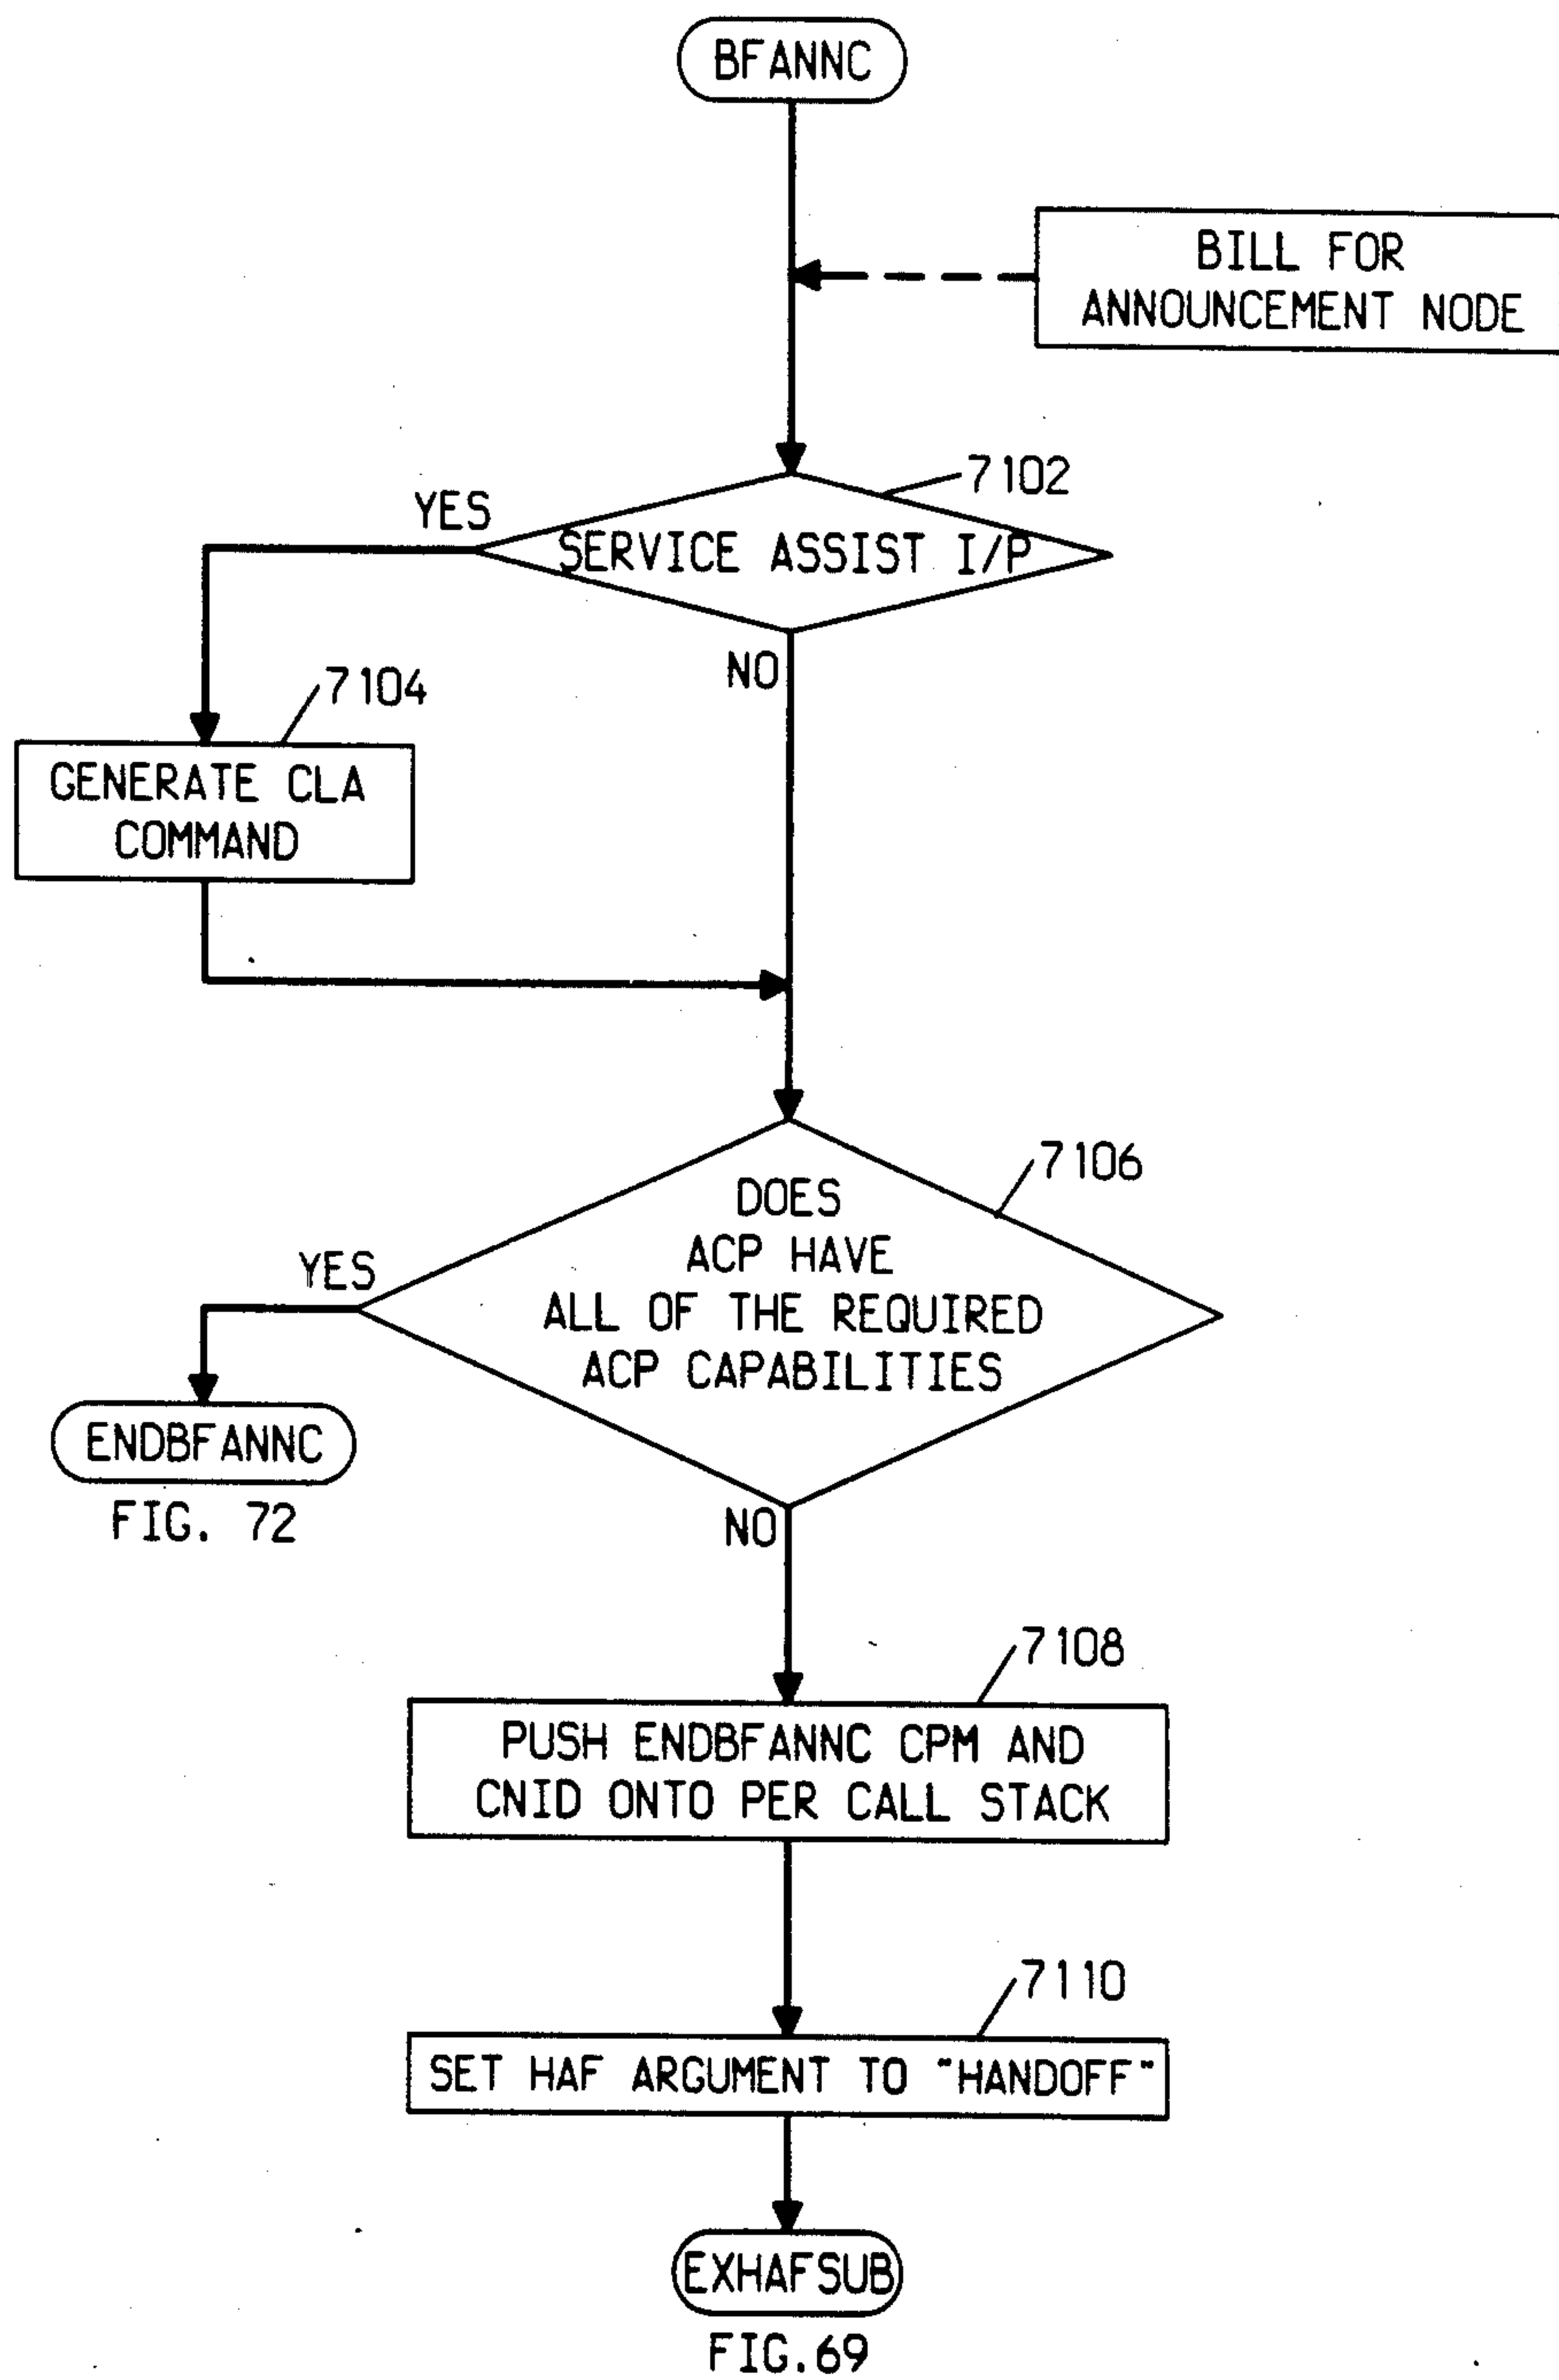 BFANNC
BILL FOR
ANNOUNCEMENT NODE
7102
YES
SERVICE ASSIST I/P
NO
7104
GENERATE CLA
COMMAND
7106
DOES
ACP HAVE
ALL OF THE REQUIRED
ACP CAPABILITIES
YES
ENDBFANNC
FIG. 72
NO
7108
PUSH ENDBFANNC CPM AND
CNID ONTO PER CALL STACK
7110
SET HAF ARGUMENT TO "HANDOFF"
EXHAFSUB
FIG.69